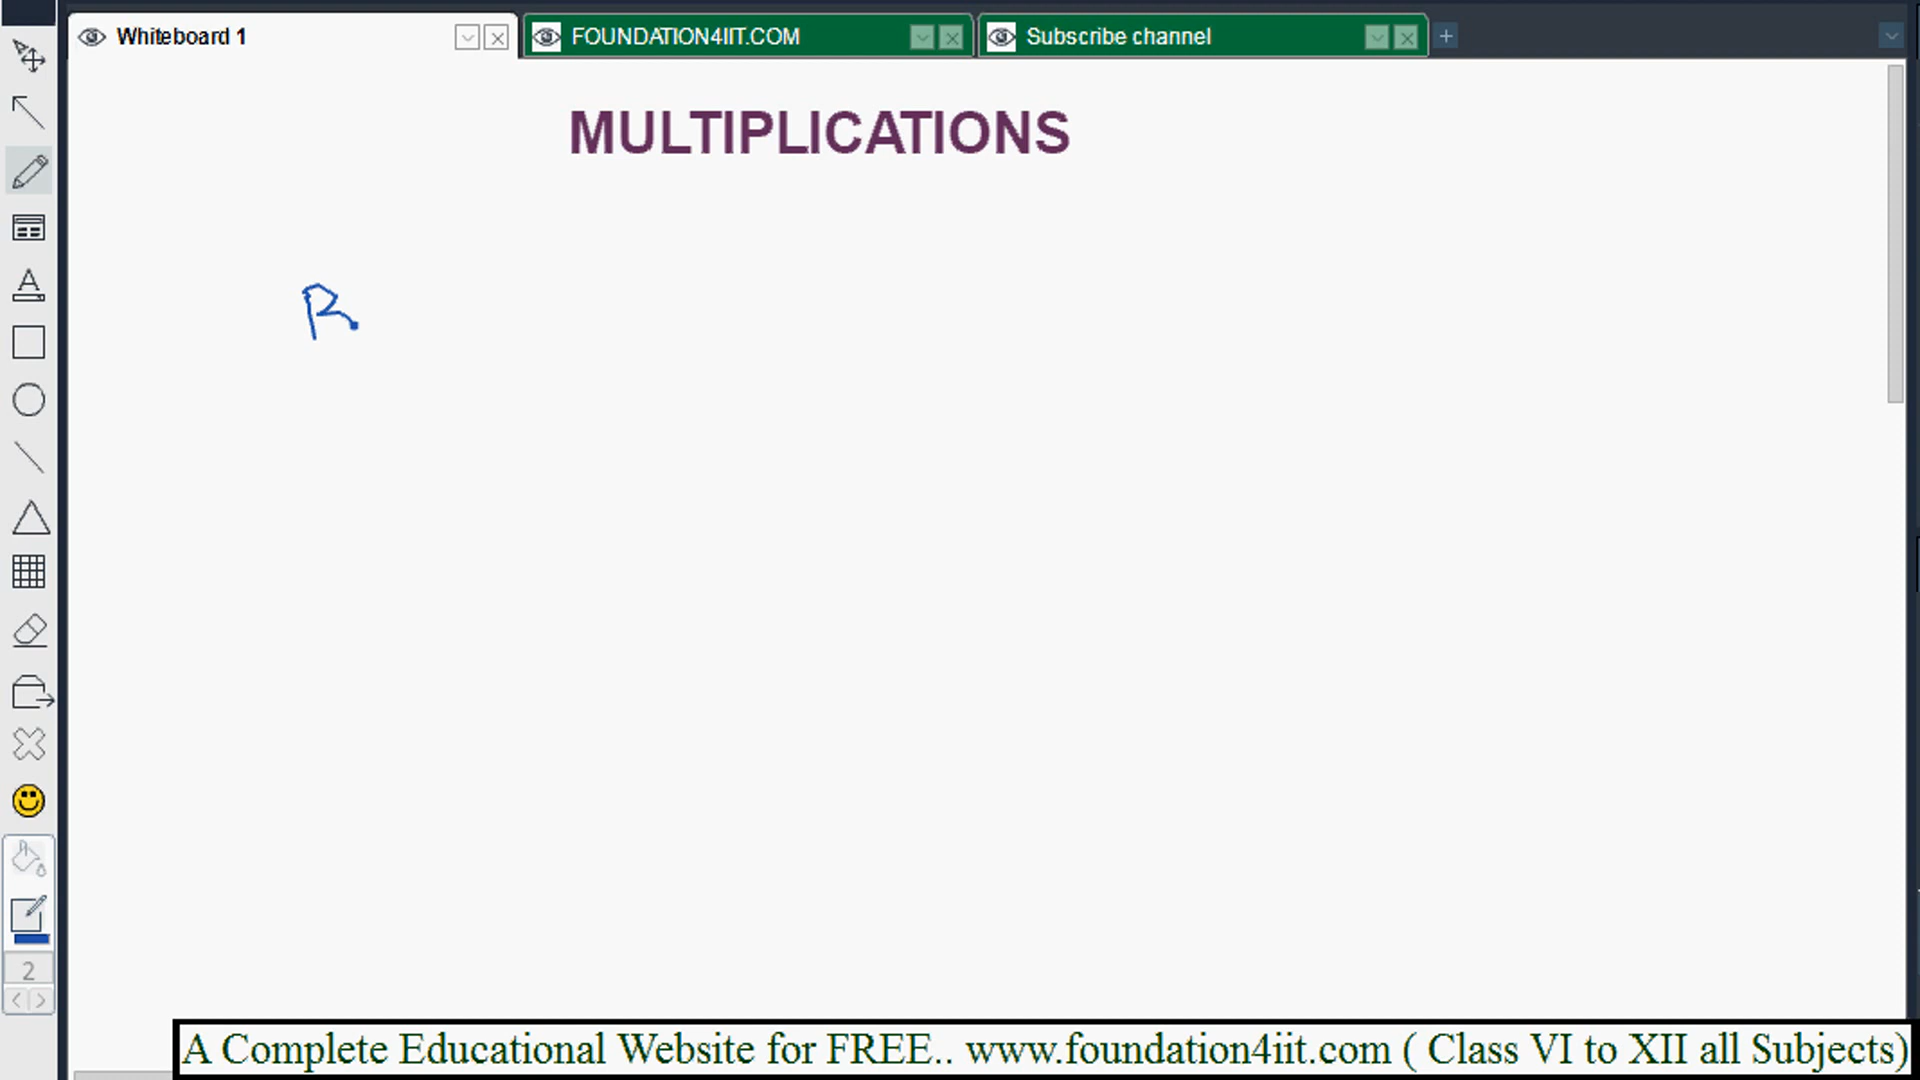 Whiteboard 1 FOUNDATION4IIT.COM Subscribe channel
MULTIPLICATIONS
R
2
A Complete Educational Website for FREE.. www.foundation4iit.com ( Class VI to XII all Subjects)